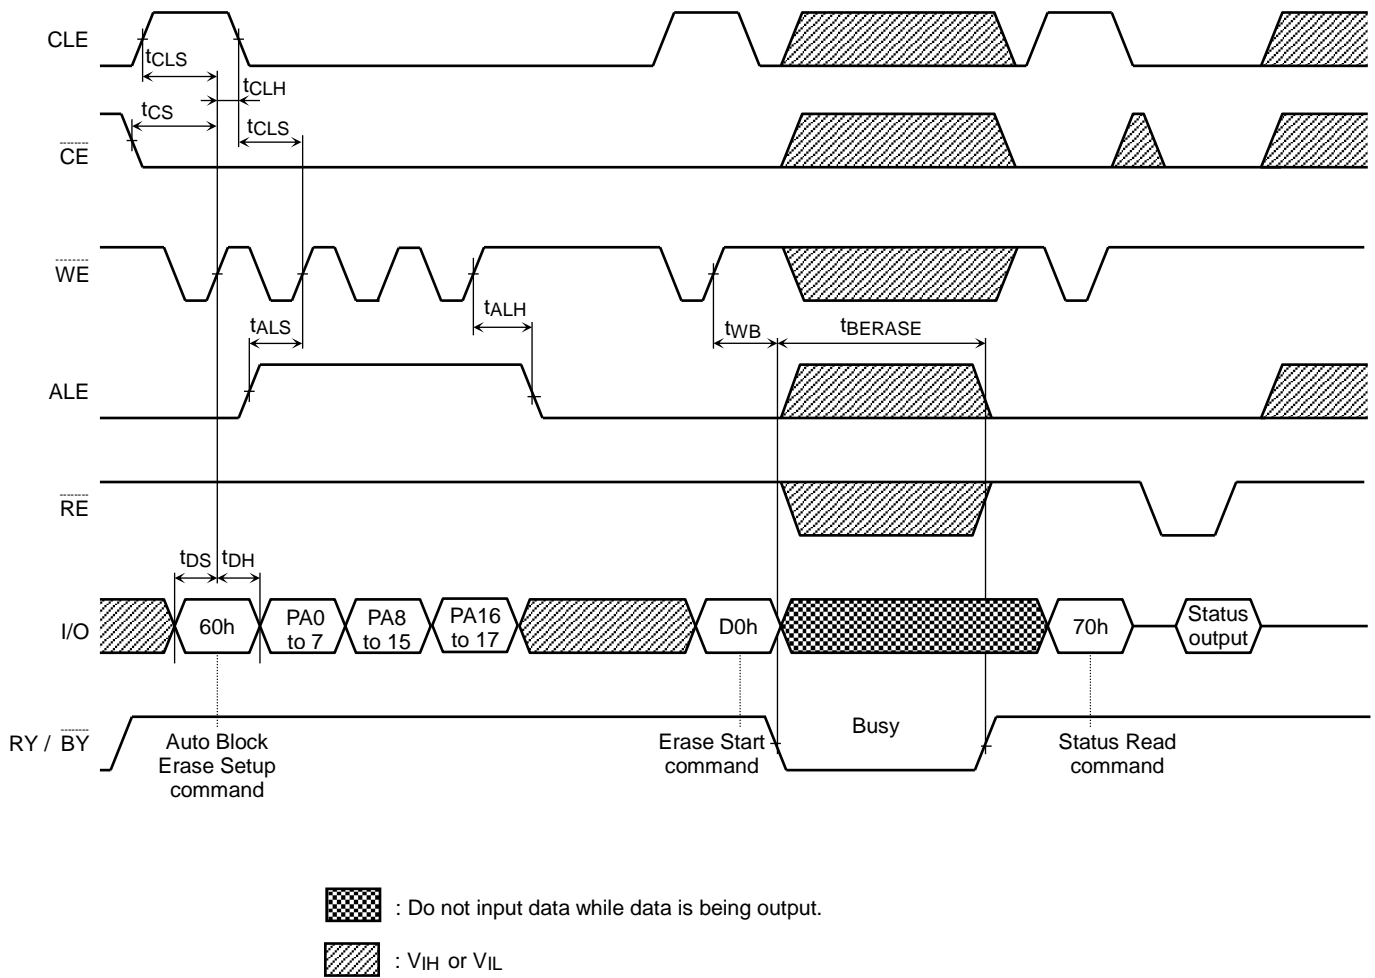 CLE
tCLS
tCLH
tCS
tCLS
CE
WE
tALS
tALH
tWB
tBERASE
ALE
RE
tDS
tDH
I/O
60h
PA0
to 7
PA8
to 15
PA16
to 17
D0h
70h
Status
output
RY / BY
Busy
Auto Block
Erase Setup
command
Erase Start
command
Status Read
command
: Do not input data while data is being output.
: VIH or VIL